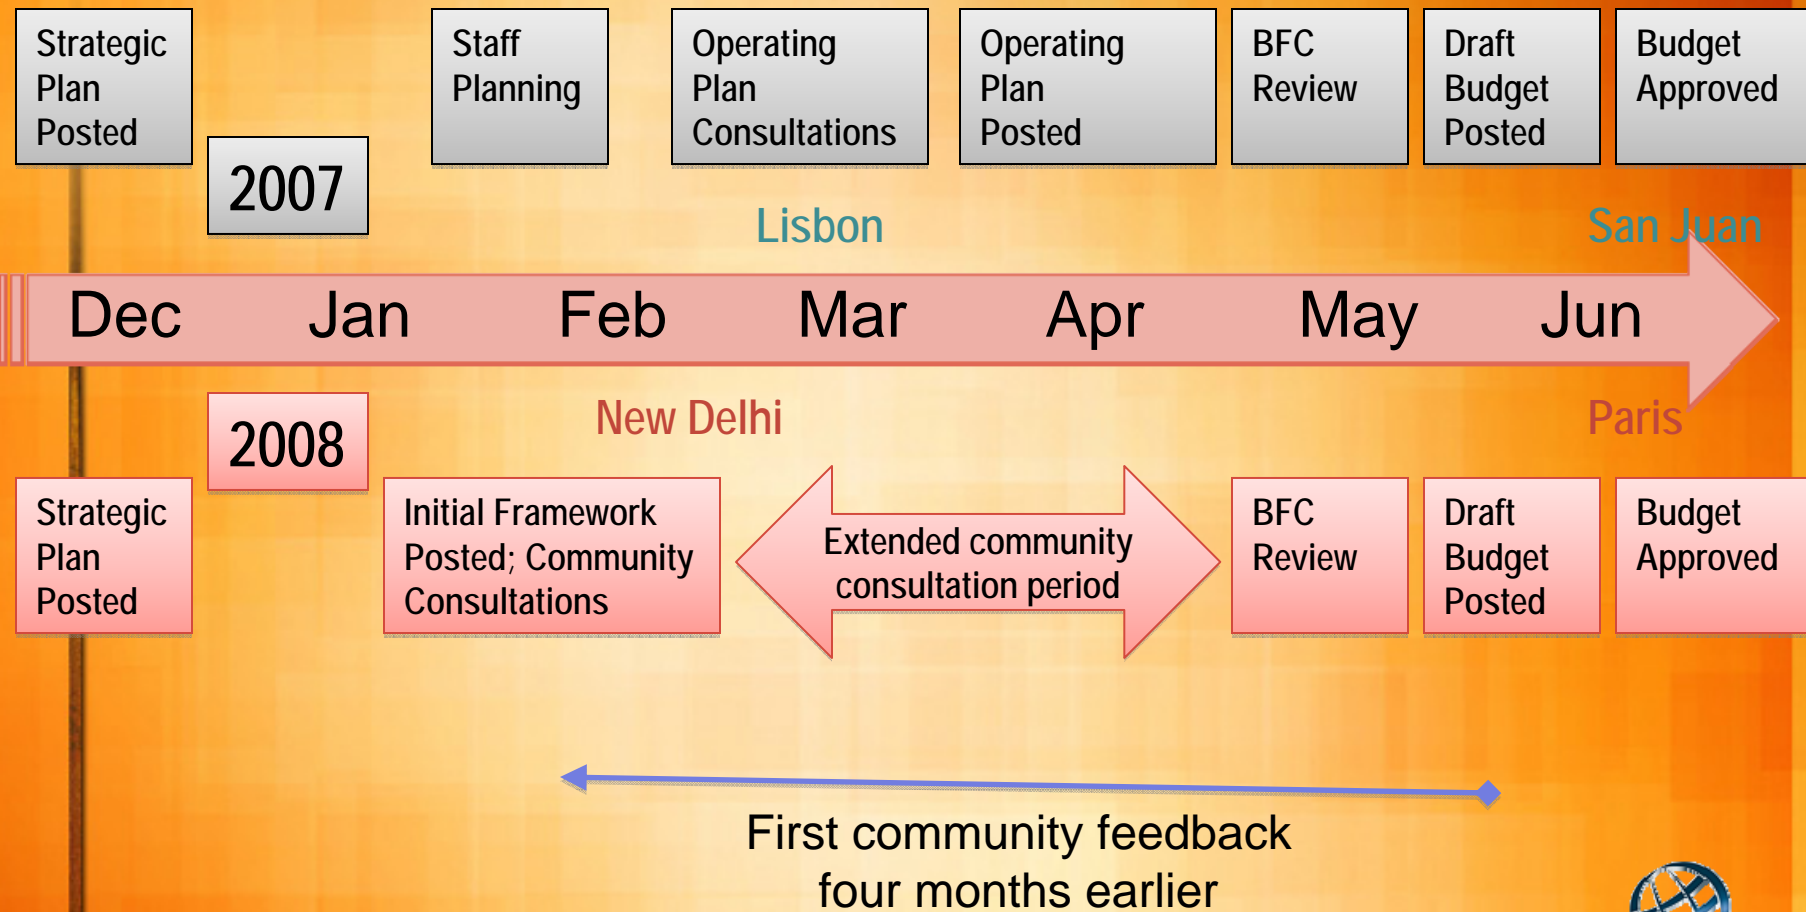 Strategic
Plan
Posted
Staff
Planning
Operating
Plan
Consultations
Operating
Plan
Posted
BFC
Review
Draft
Budget
Posted
Budget
Approved
2007
Lisbon
San Juan
Dec Jan Feb Mar Apr May Jun
New Delhi
Paris
2008
Strategic
Plan
Posted
Initial Framework
Posted; Community
Consultations
Extended community
consultation period
BFC
Review
Draft
Budget
Posted
Budget
Approved
First community feedback
four months earlier